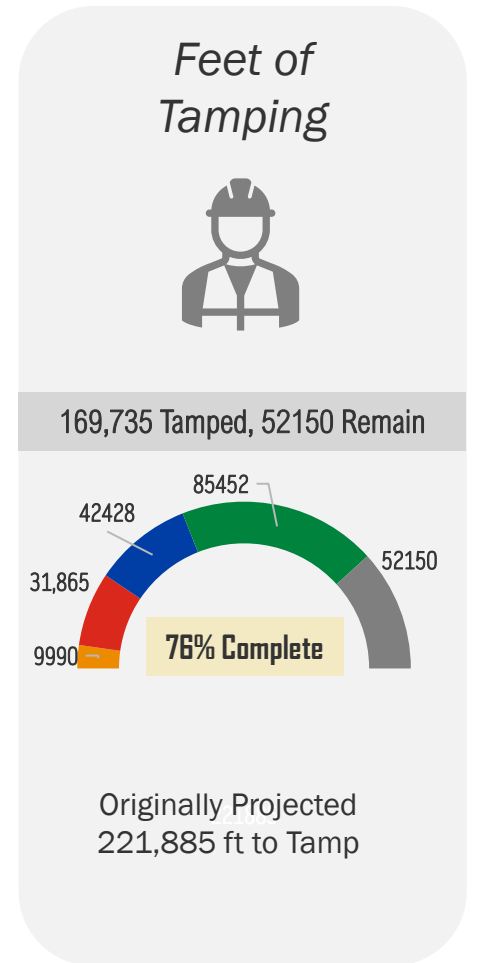 Feet of
Tamping
169,735 Tamped, 52150 Remain
85452
42428
52150
31,865
9990
76% Complete
Originally Projected
221,885 ft to Tamp